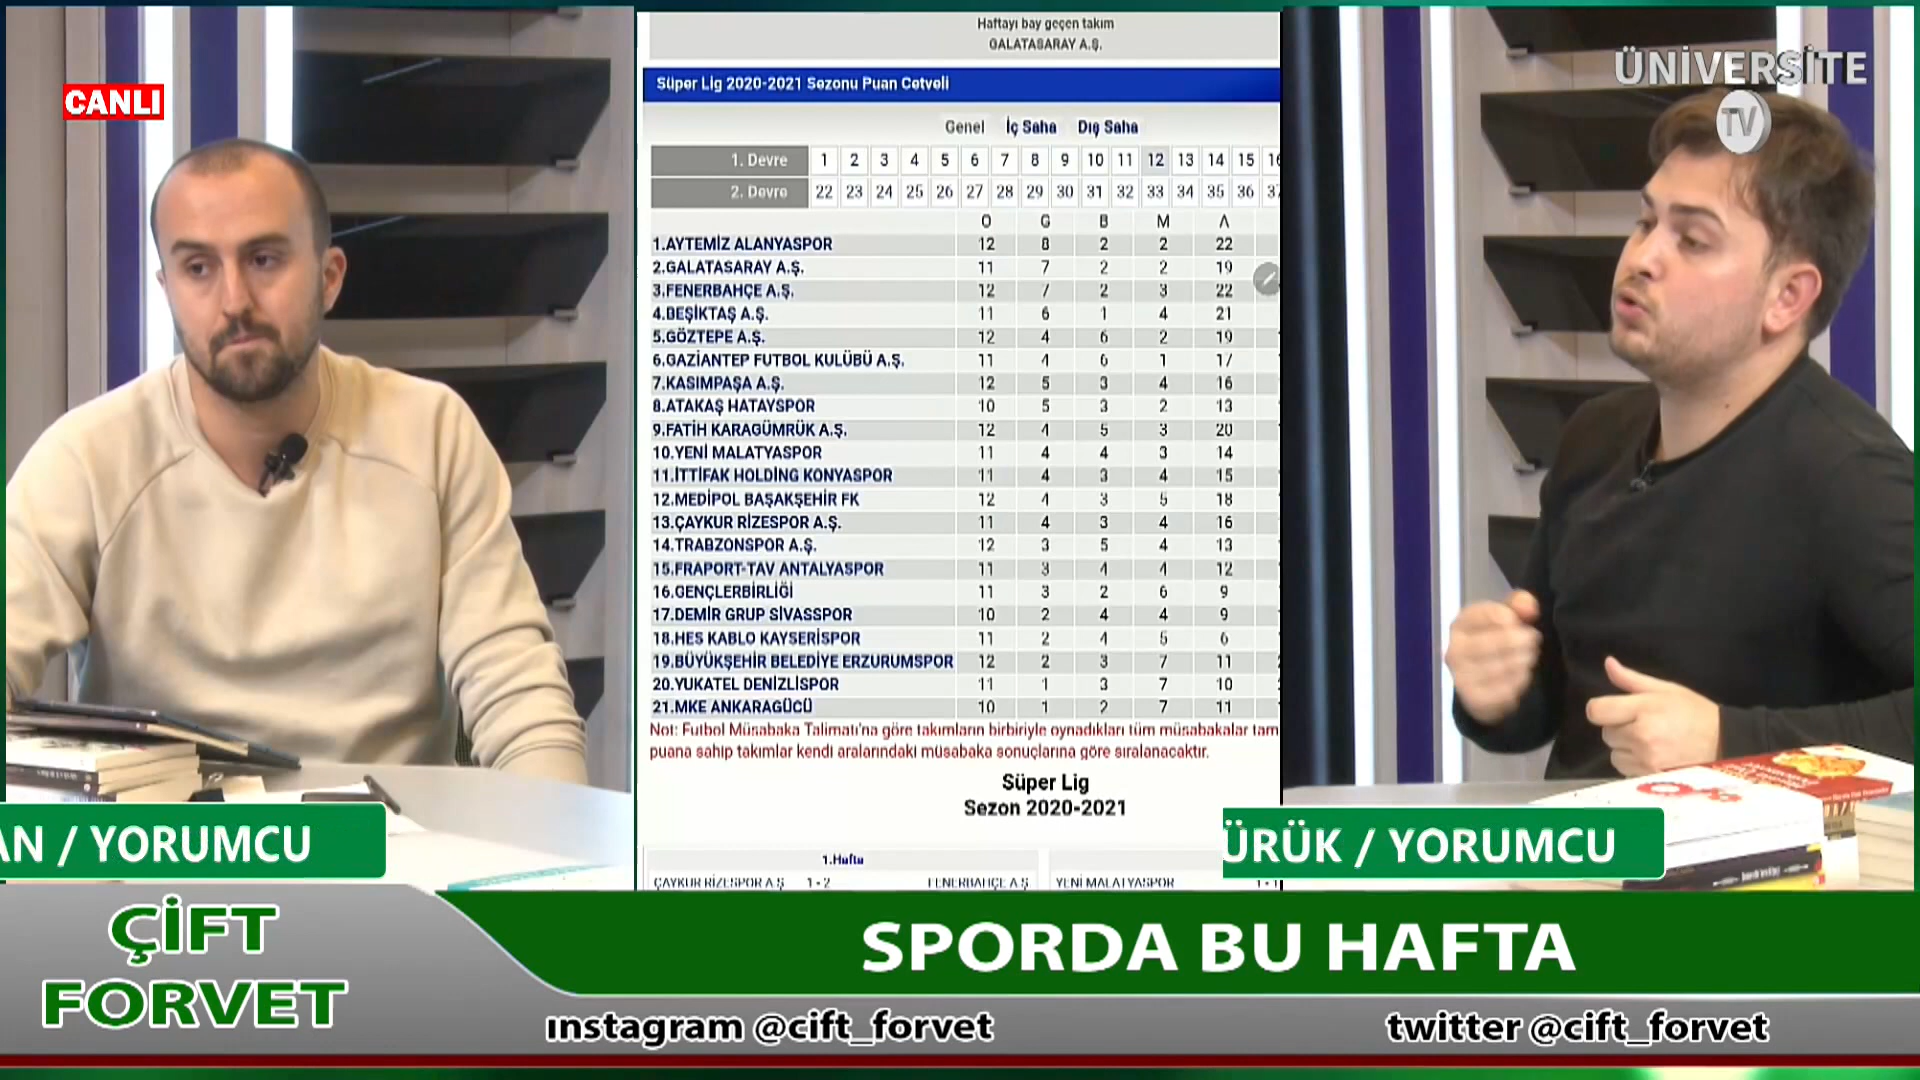 CANLI
ÜNİVERSİTE
TV
Haftayı bay geçen takım
GALATASARAY A.Ş.
Süper Lig 2020-2021 Sezonu Puan Cetveli
Genel İç Saha Dış Saha
1. Devre 1 2 3 4 5 6 7 8 9 10 11 12 13 14 15 16
2. Devre 22 23 24 25 26 27 28 29 30 31 32 33 34 35 36 37
O G B M A
1.AYTEMİZ ALANYASPOR 12 8 2 2 22
2.GALATASARAY A.Ş. 11 7 2 2 19
3.FENERBAHÇE A.Ş. 12 7 2 3 22
4.BEŞİKTAŞ A.Ş. 11 6 1 4 21
5.GÖZTEPE A.Ş. 12 4 6 2 19
6.GAZİANTEP FUTBOL KULÜBÜ A.Ş. 11 4 6 1 17
7.KASIMPAŞA A.Ş. 12 5 3 4 16
8.ATAKAŞ HATAYSPOR 10 5 3 2 13
9.FATİH KARAGÜMRÜK A.Ş. 12 4 5 3 20
10.YENİ MALATYASPOR 11 4 4 3 14
11.İTTİFAK HOLDİNG KONYASPOR 11 4 3 4 15
12.MEDİPOL BAŞAKŞEHİR FK 12 4 3 5 18
13.ÇAYKUR RİZESPOR A.Ş. 11 4 3 4 16
14.TRABZONSPOR A.Ş. 12 3 5 4 13
15.FRAPORT-TAV ANTALYASPOR 11 3 4 4 12
16.GENÇLERBİRLİĞİ 11 3 2 6 9
17.DEMİR GRUP SİVASSPOR 10 2 4 4 9
18.HES KABLO KAYSERİSPOR 11 2 4 5 6
19.BÜYÜKŞEHİR BELEDİYE ERZURUMSPOR 12 2 3 7 11
20.YUKATEL DENİZLİSPOR 11 1 3 7 10
21.MKE ANKARAGÜCÜ 10 1 2 7 11
Not: Futbol Müsabaka Talimatı'na göre takımların birbiriyle oynadıkları tüm müsabakalar tam
puana sahip takımlar kendi aralarındaki müsabaka sonuçlarına göre sıralanacaktır.
Süper Lig
Sezon 2020-2021
1.Hafta
ÇAYKUR RİZESPOR A.Ş. 1 - 2 FENERBAHÇE A.Ş. YENİ MALATYASPOR 1 - 1
AN / YORUMCU
ÜRÜK / YORUMCU
ÇİFT
FORVET
SPORDA BU HAFTA
ınstagram @cift_forvet
twitter @cift_forvet